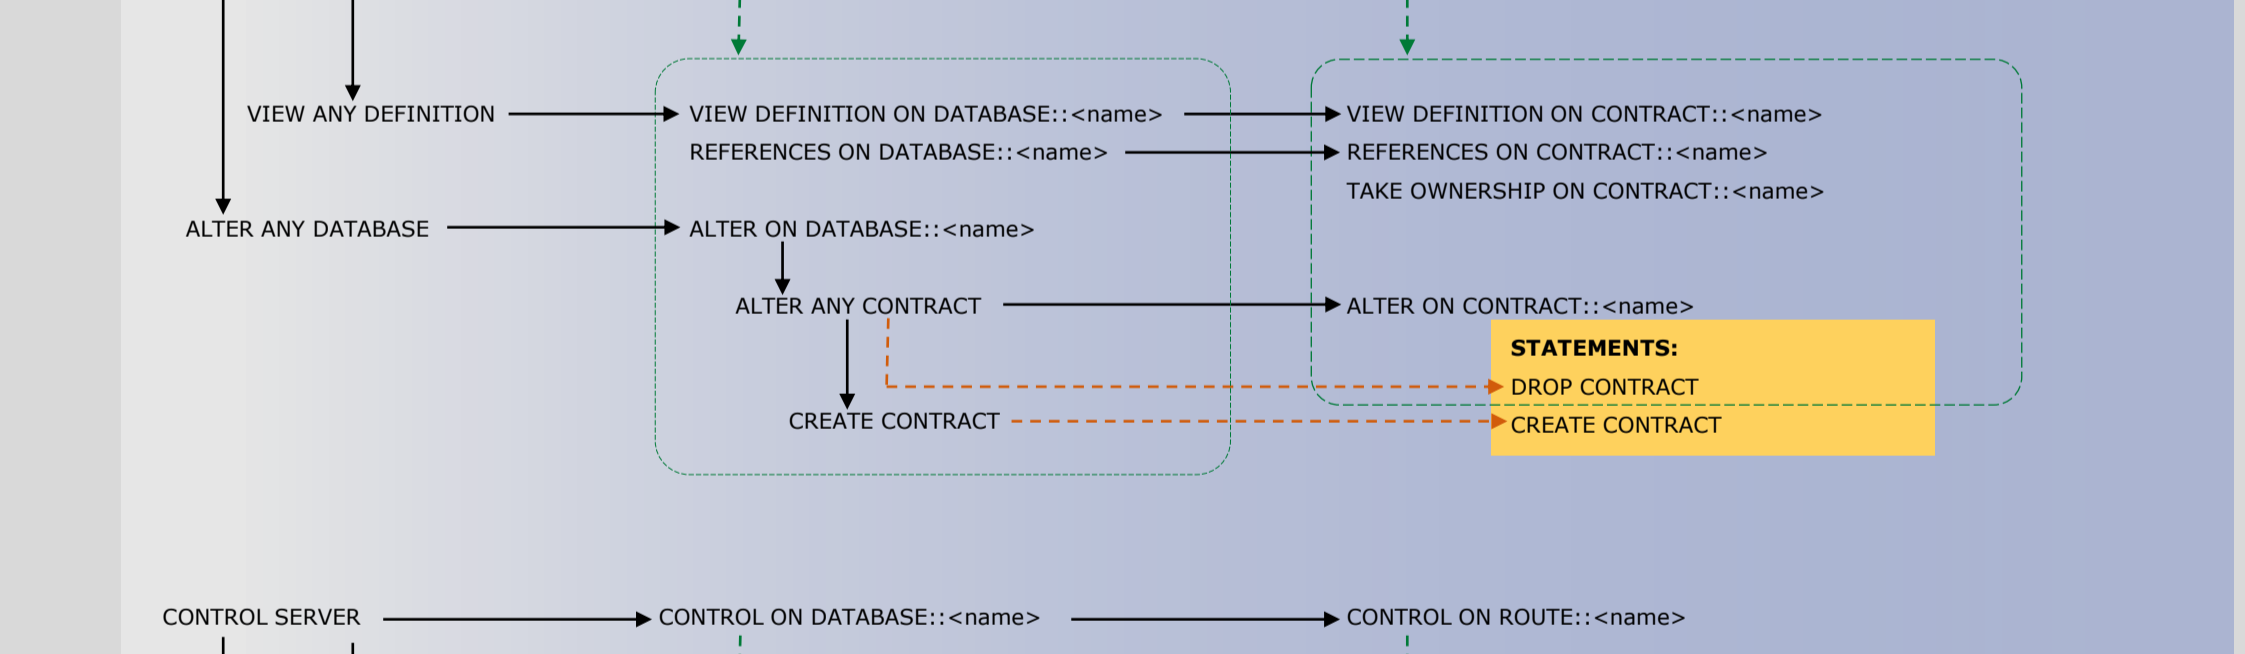 VIEW ANY DEFINITION VIEW DEFINITION ON DATABASE::<name> VIEW DEFINITION ON CONTRACT::<name>
REFERENCES ON DATABASE::<name> REFERENCES ON CONTRACT::<name>
TAKE OWNERSHIP ON CONTRACT::<name>
ALTER ANY DATABASE ALTER ON DATABASE::<name>
ALTER ANY CONTRACT ALTER ON CONTRACT::<name>
STATEMENTS:
DROP CONTRACT
CREATE CONTRACT CREATE CONTRACT
CONTROL SERVER CONTROL ON DATABASE::<name> CONTROL ON ROUTE::<name>